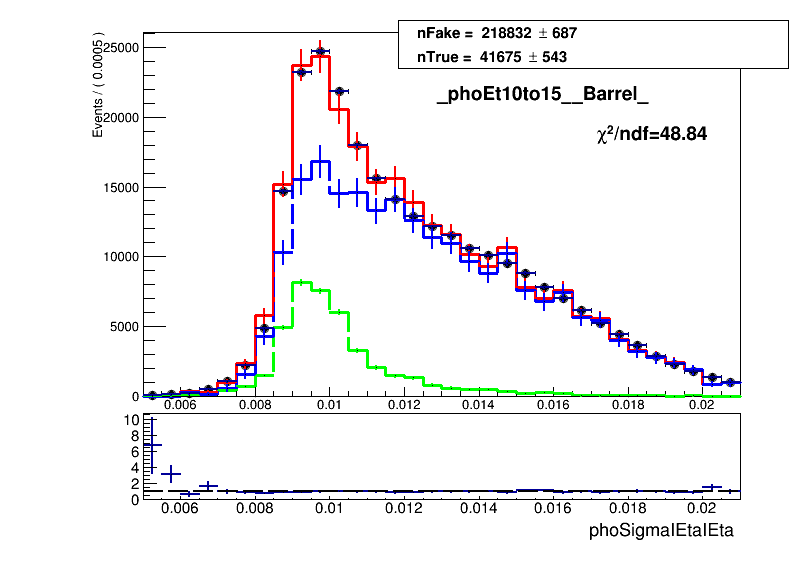 nFake = 218832 ± 687
nTrue = 41675 ± 543
_phoEt10to15__Barrel_
χ²/ndf=48.84
Events / ( 0.0005 )
25000
20000
15000
10000
5000
0
0.006 0.008 0.01 0.012 0.014 0.016 0.018 0.02
10
8
6
4
2
0
0.006 0.008 0.01 0.012 0.014 0.016 0.018 0.02
phoSigmaIEtaIEta